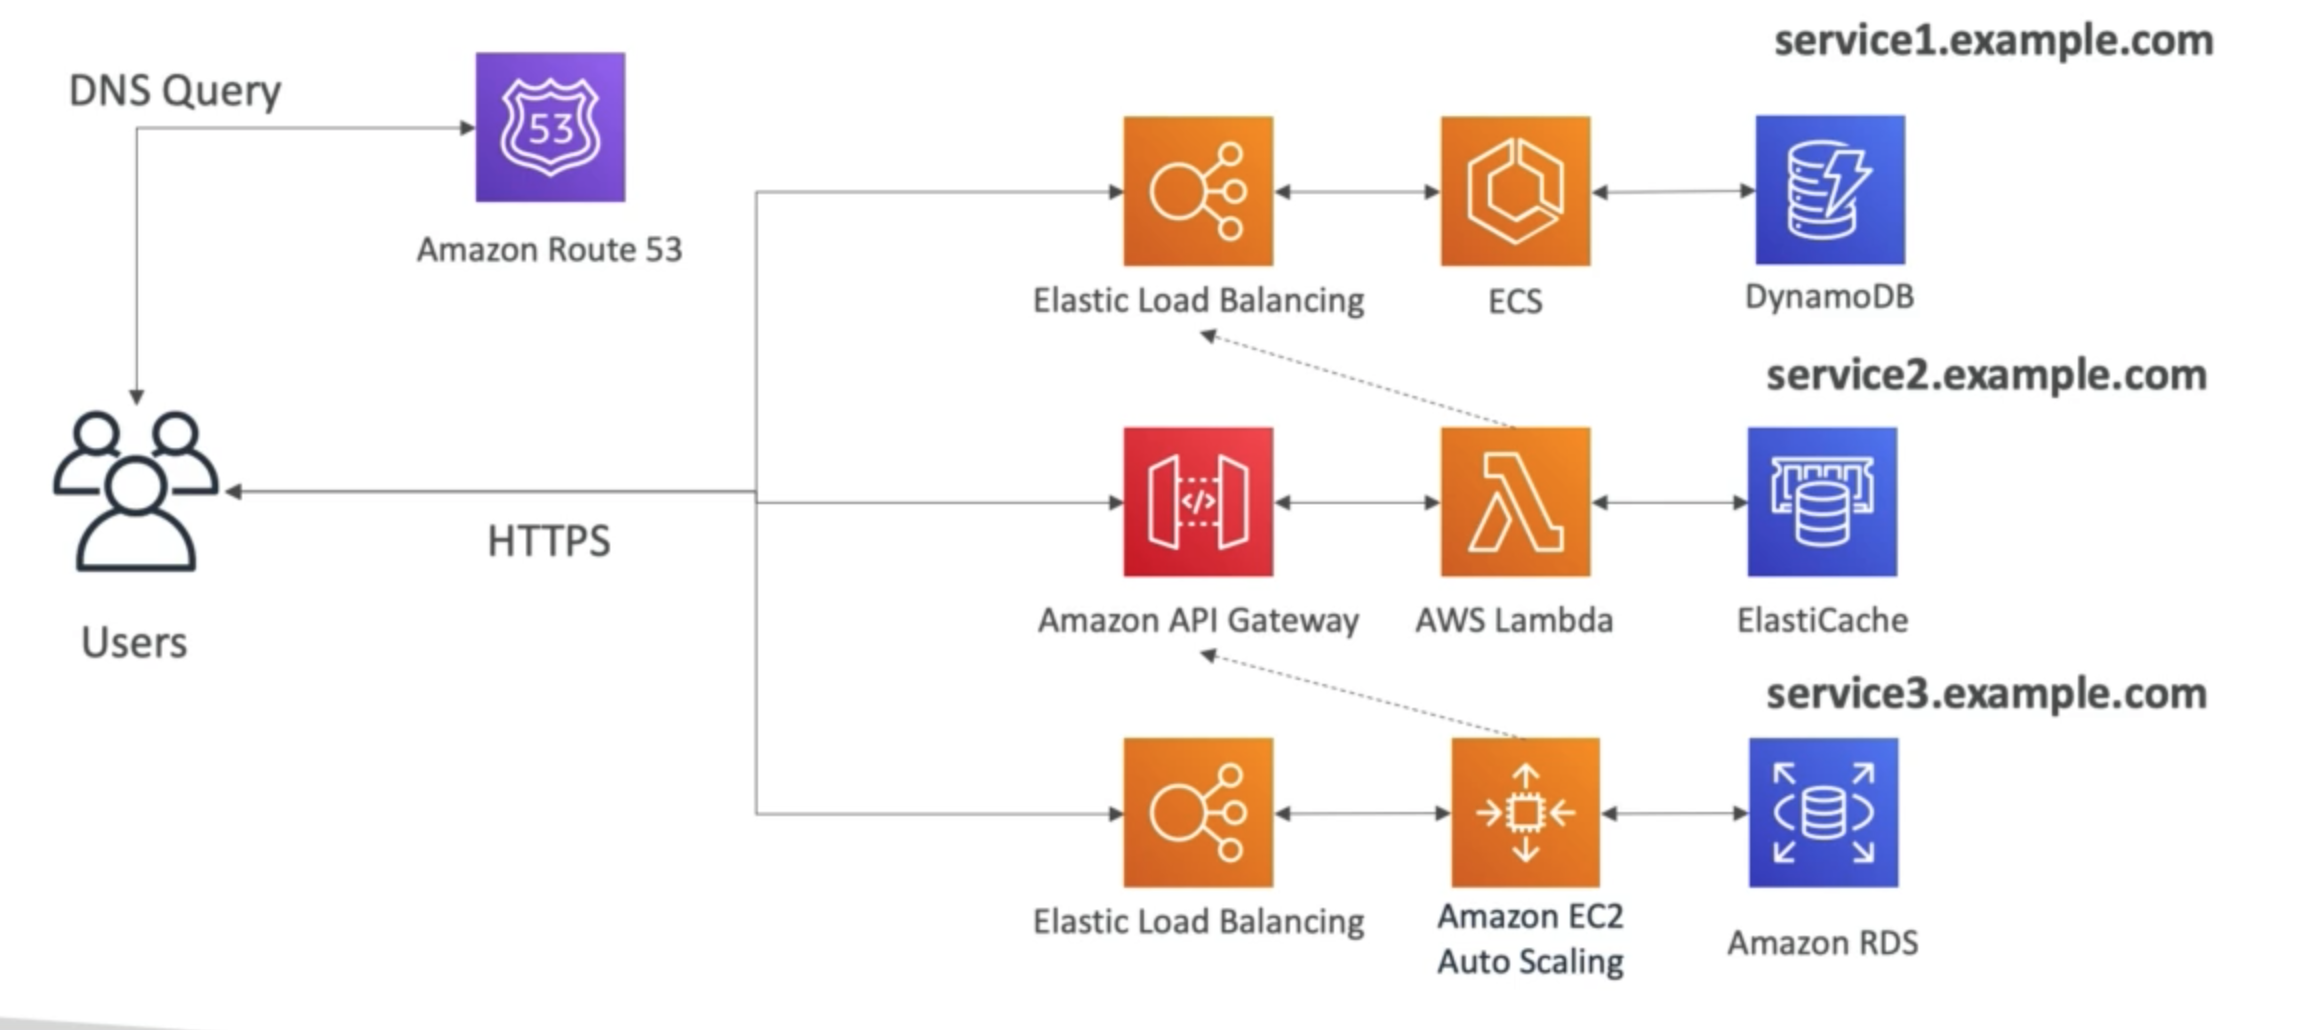 service1.example.com
DNS Query
53
Amazon Route 53
Elastic Load Balancing
ECS
DynamoDB
service2.example.com
</>
HTTPS
Users
Amazon API Gateway
AWS Lambda
ElastiCache
service3.example.com
Elastic Load Balancing
Amazon EC2
Auto Scaling
Amazon RDS